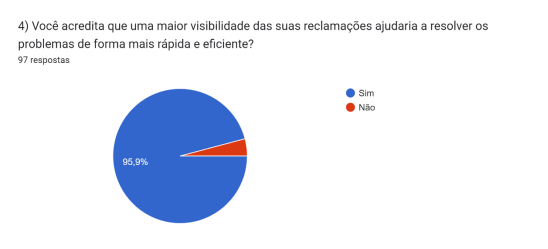 4) Você acredita que uma maior visibilidade das suas reclamações ajudaria a resolver os
problemas de forma mais rápida e eficiente?
97 respostas
Sim
Não
95,9%